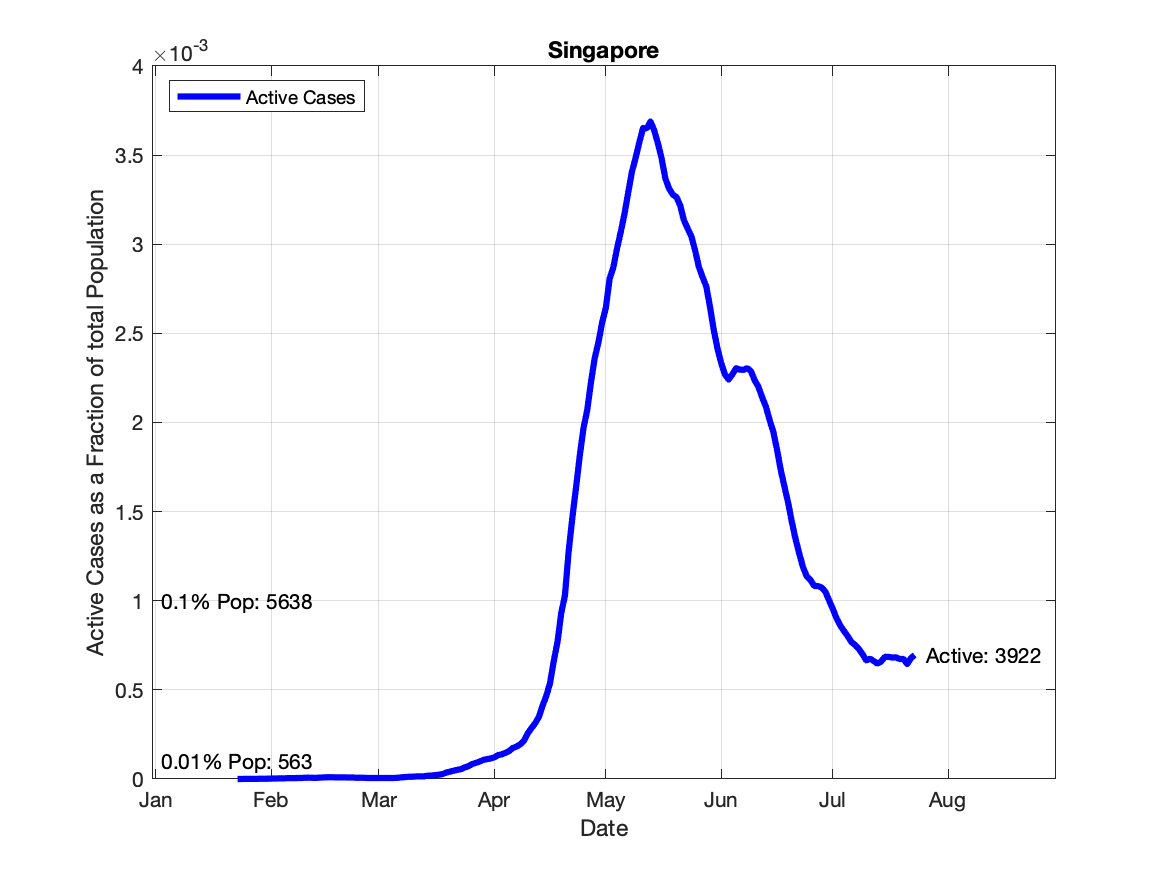 Singapore
×10-3
Active Cases
4
3.5
3
2.5
2
1.5
1
0.5
0
Active Cases as a Fraction of total Population
0.1% Pop: 5638
0.01% Pop: 563
Active: 3922
Jan Feb Mar Apr May Jun Jul Aug
Date